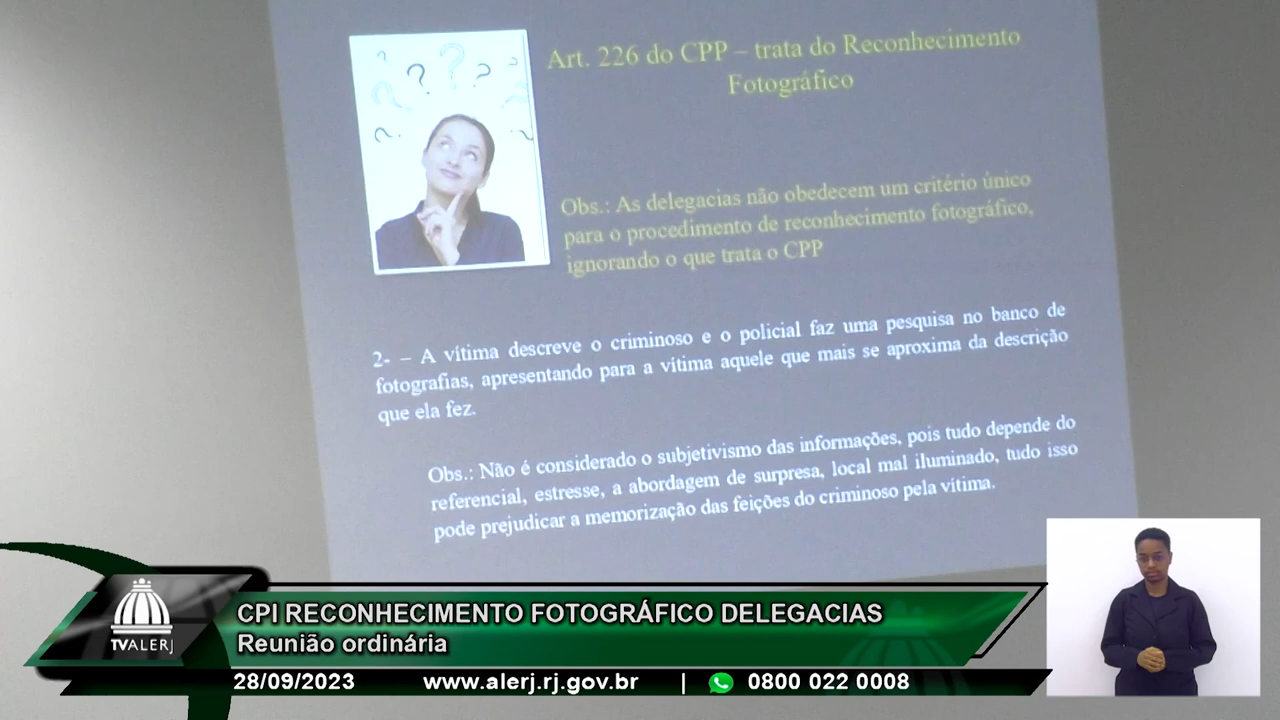 Art. 226 do CPP – trata do Reconhecimento
Fotográfico
Obs.: As delegacias não obedecem um critério único
para o procedimento de reconhecimento fotográfico,
ignorando o que trata o CPP
2- – A vítima descreve o criminoso e o policial faz uma pesquisa no banco de
fotografias, apresentando para a vítima aquele que mais se aproxima da descrição
que ela fez.
Obs.: Não é considerado o subjetivismo das informações, pois tudo depende do
referencial, estresse, a abordagem de surpresa, local mal iluminado, tudo isso
pode prejudicar a memorização das feições do criminoso pela vítima.
TVALERJ
CPI RECONHECIMENTO FOTOGRÁFICO DELEGACIAS
Reunião ordinária
28/09/2023 www.alerj.rj.gov.br | 0800 022 0008